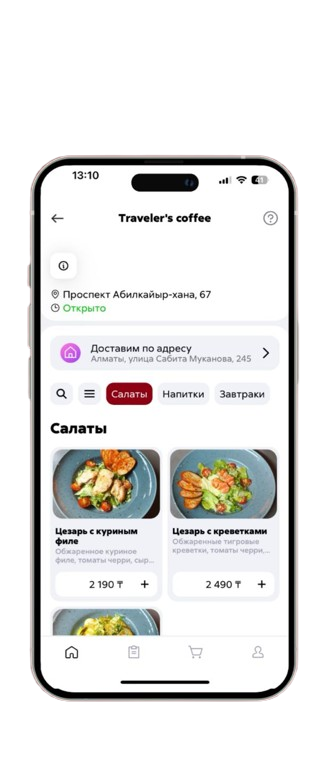 13:10
41
Traveler's coffee
Проспект Абилкайыр-хана, 67
Открыто
Доставим по адресу
Алматы, улица Сабита Муканова, 245
Салаты
Напитки
Завтраки
Салаты
Цезарь с куриным
филе
Обжаренное куриное
филе, томаты черри, сыр...
2 190 ₸ +
Цезарь с креветками
Обжаренные тигровые
креветки, томаты черри,...
2 490 ₸ +